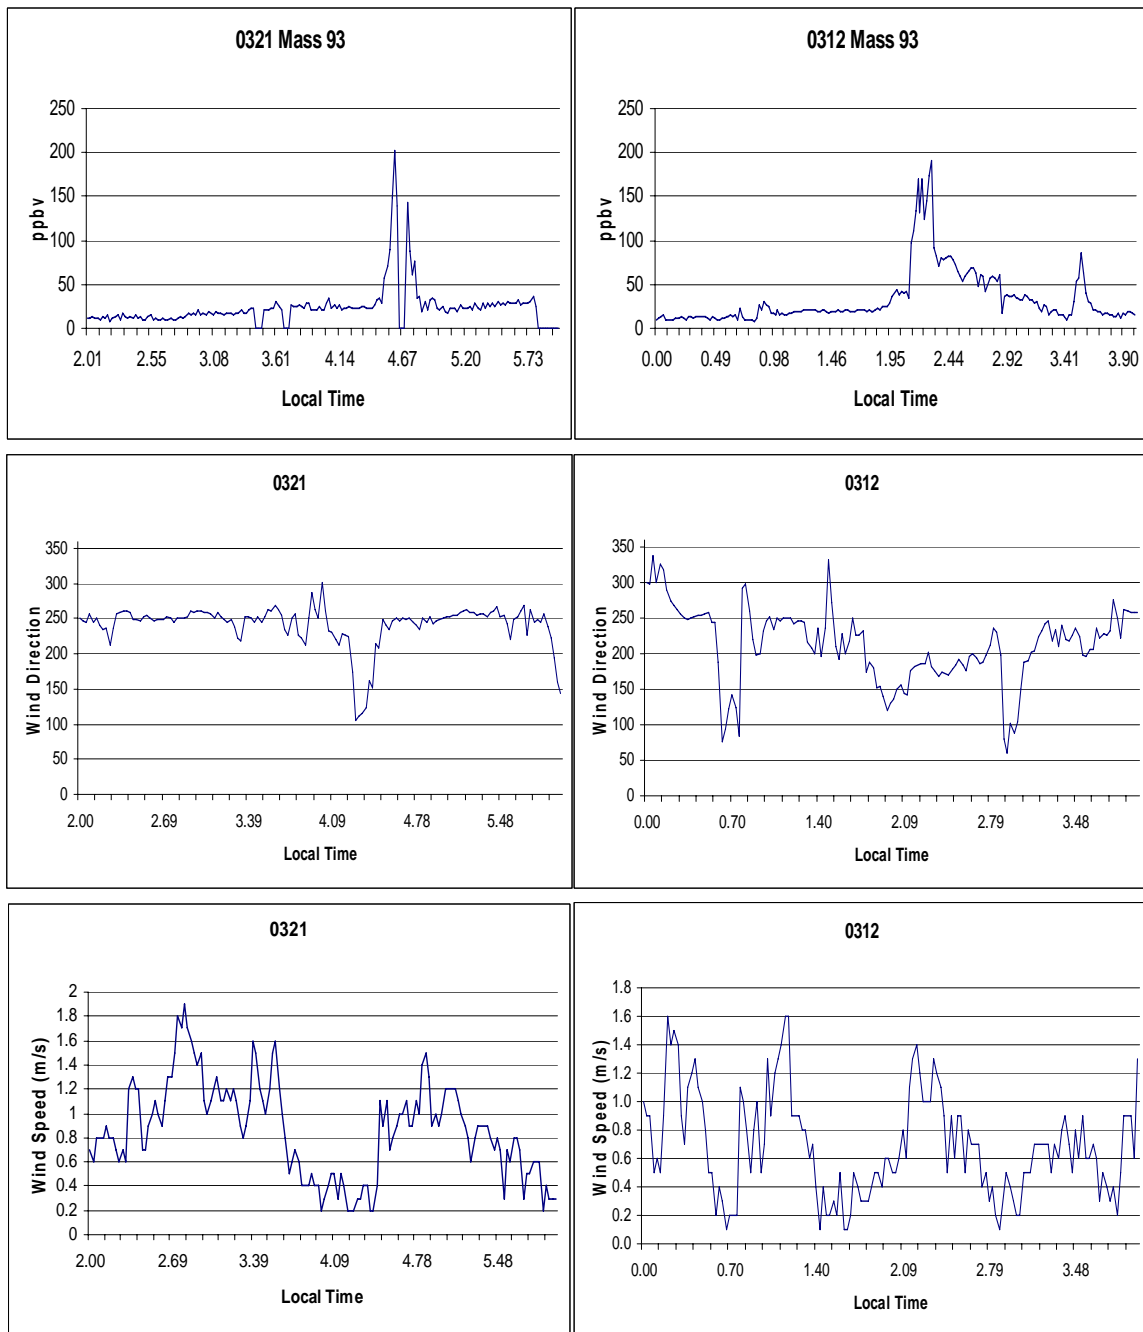 0321 Mass 93
250
200
150
100
50
0
ppbv
2.01 2.55 3.08 3.61 4.14 4.67 5.20 5.73
Local Time
0312 Mass 93
250
200
150
100
50
0
ppbv
0.00 0.49 0.98 1.46 1.95 2.44 2.92 3.41 3.90
Local Time
0321
350
300
250
200
150
100
50
0
Wind Direction
2.00 2.69 3.39 4.09 4.78 5.48
Local Time
0312
350
300
250
200
150
100
50
0
Wind Direction
0.00 0.70 1.40 2.09 2.79 3.48
Local Time
0321
2
1.8
1.6
1.4
1.2
1
0.8
0.6
0.4
0.2
0
Wind Speed (m/s)
2.00 2.69 3.39 4.09 4.78 5.48
Local Time
0312
1.8
1.6
1.4
1.2
1.0
0.8
0.6
0.4
0.2
0.0
Wind Speed (m/s)
0.00 0.70 1.40 2.09 2.79 3.48
Local Time